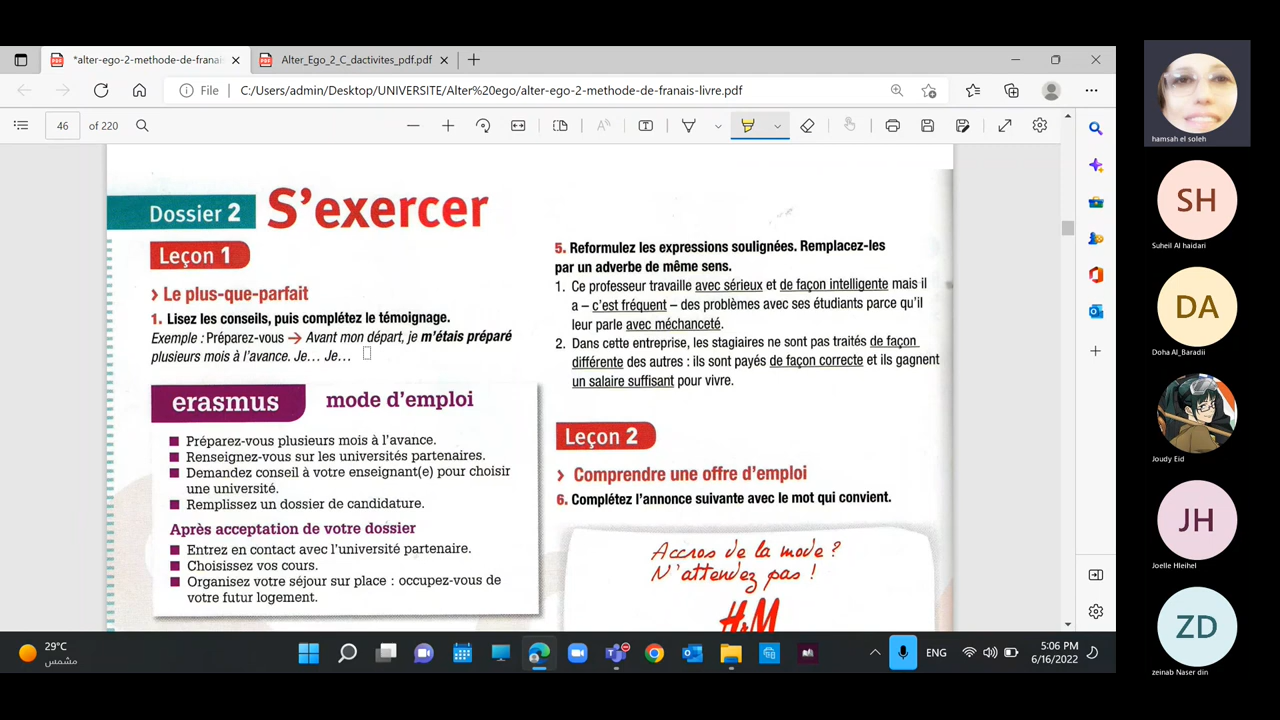 *alter-ego-2-methode-de-franais-
Alter_Ego_2_C_dactivites_pdf.pdf
File
C:/Users/admin/Desktop/UNIVERSITE/Alter%20ego/alter-ego-2-methode-de-franais-livre.pdf
46
of 220
Dossier 2
S'exercer
Leçon 1
› Le plus-que-parfait
1. Lisez les conseils, puis complétez le témoignage.
Exemple : Préparez-vous → Avant mon départ, je m'étais préparé
plusieurs mois à l'avance. Je... Je...
erasmus
mode d'emploi
Préparez-vous plusieurs mois à l'avance.
Renseignez-vous sur les universités partenaires.
Demandez conseil à votre enseignant(e) pour choisir
une université.
Remplissez un dossier de candidature.
Après acceptation de votre dossier
Entrez en contact avec l'université partenaire.
Choisissez vos cours.
Organisez votre séjour sur place : occupez-vous de
votre futur logement.
5. Reformulez les expressions soulignées. Remplacez-les
par un adverbe de même sens.
1. Ce professeur travaille avec sérieux et de façon intelligente mais il
a – c'est fréquent – des problèmes avec ses étudiants parce qu'il
leur parle avec méchanceté.
2. Dans cette entreprise, les stagiaires ne sont pas traités de façon
différente des autres : ils sont payés de façon correcte et ils gagnent
un salaire suffisant pour vivre.
Leçon 2
› Comprendre une offre d'emploi
6. Complétez l'annonce suivante avec le mot qui convient.
Accros de la mode ?
N'attendez pas !
H&M
hamsah el soleh
SH
Suheil Al haidari
DA
Doha Al_Baradii
Joudy Eid
JH
Joelle Hleihel
ZD
zeinab Naser din
29°C
مشمس
ENG
5:06 PM
6/16/2022